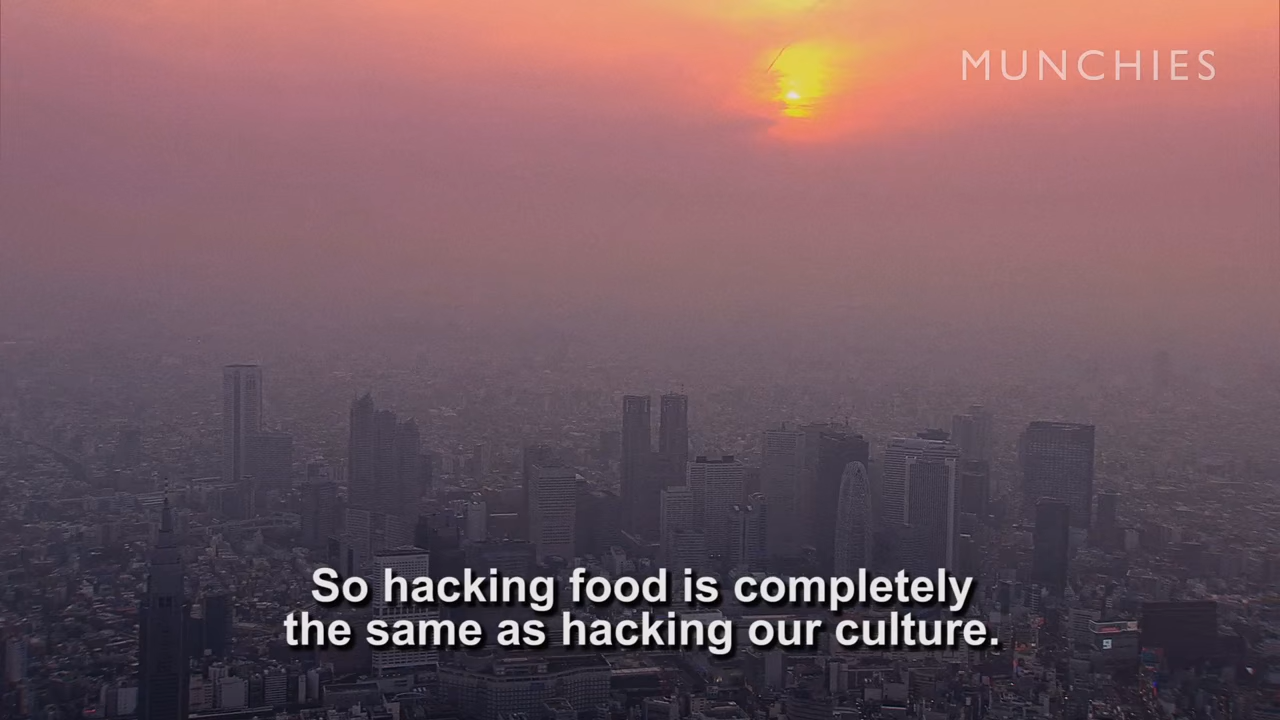 MUNCHIES
So hacking food is completely
the same as hacking our culture.